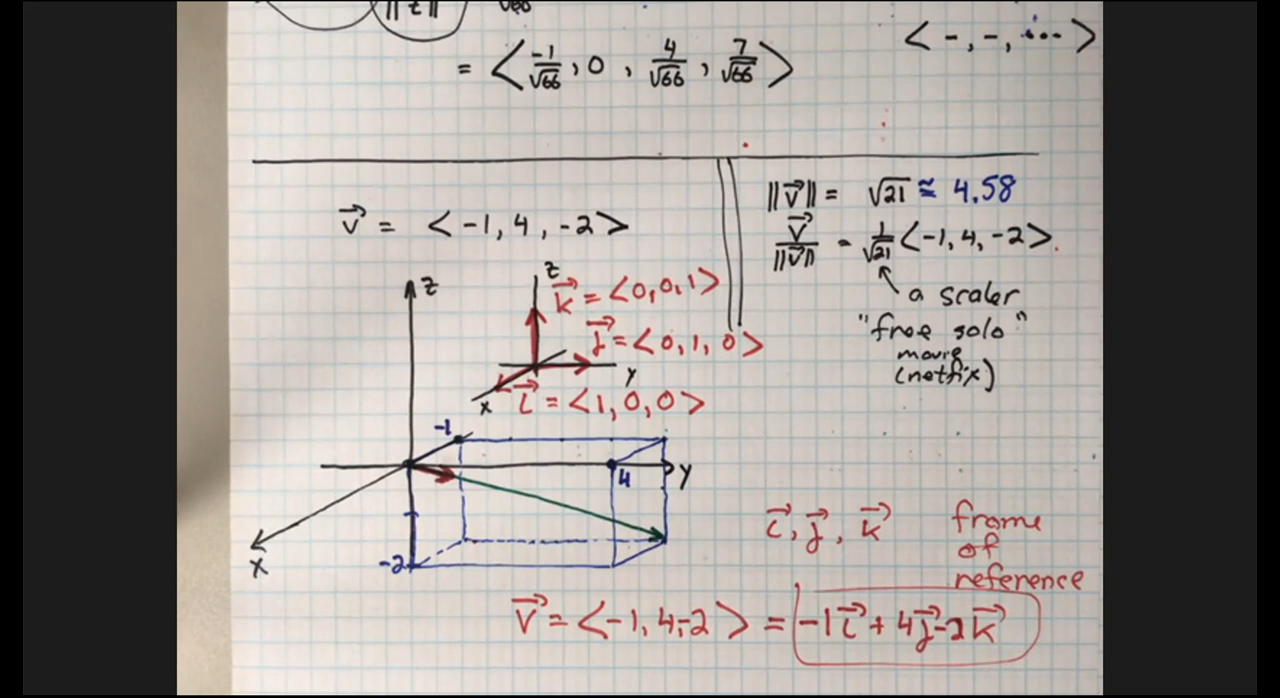 ‖z⃗‖
= < -1/√66, 0, 4/√66, 7/√66 >
< -, -, ... >
v⃗ = < -1, 4, -2 >
‖v⃗‖ = √21 ≅ 4.58
v⃗/‖v⃗‖ = 1/√21 < -1, 4, -2 >.
a scaler
"free solo"
movie
(netfix)
z
z
k⃗ = <0,0,1>
j⃗ = <0, 1, 0>
y
x
i⃗ = <1, 0, 0>
-1
4
y
x
-2
i⃗, j⃗, k⃗
frame
of
reference
v⃗ = < -1, 4,-2 > = -1i⃗ + 4j⃗ -2k⃗